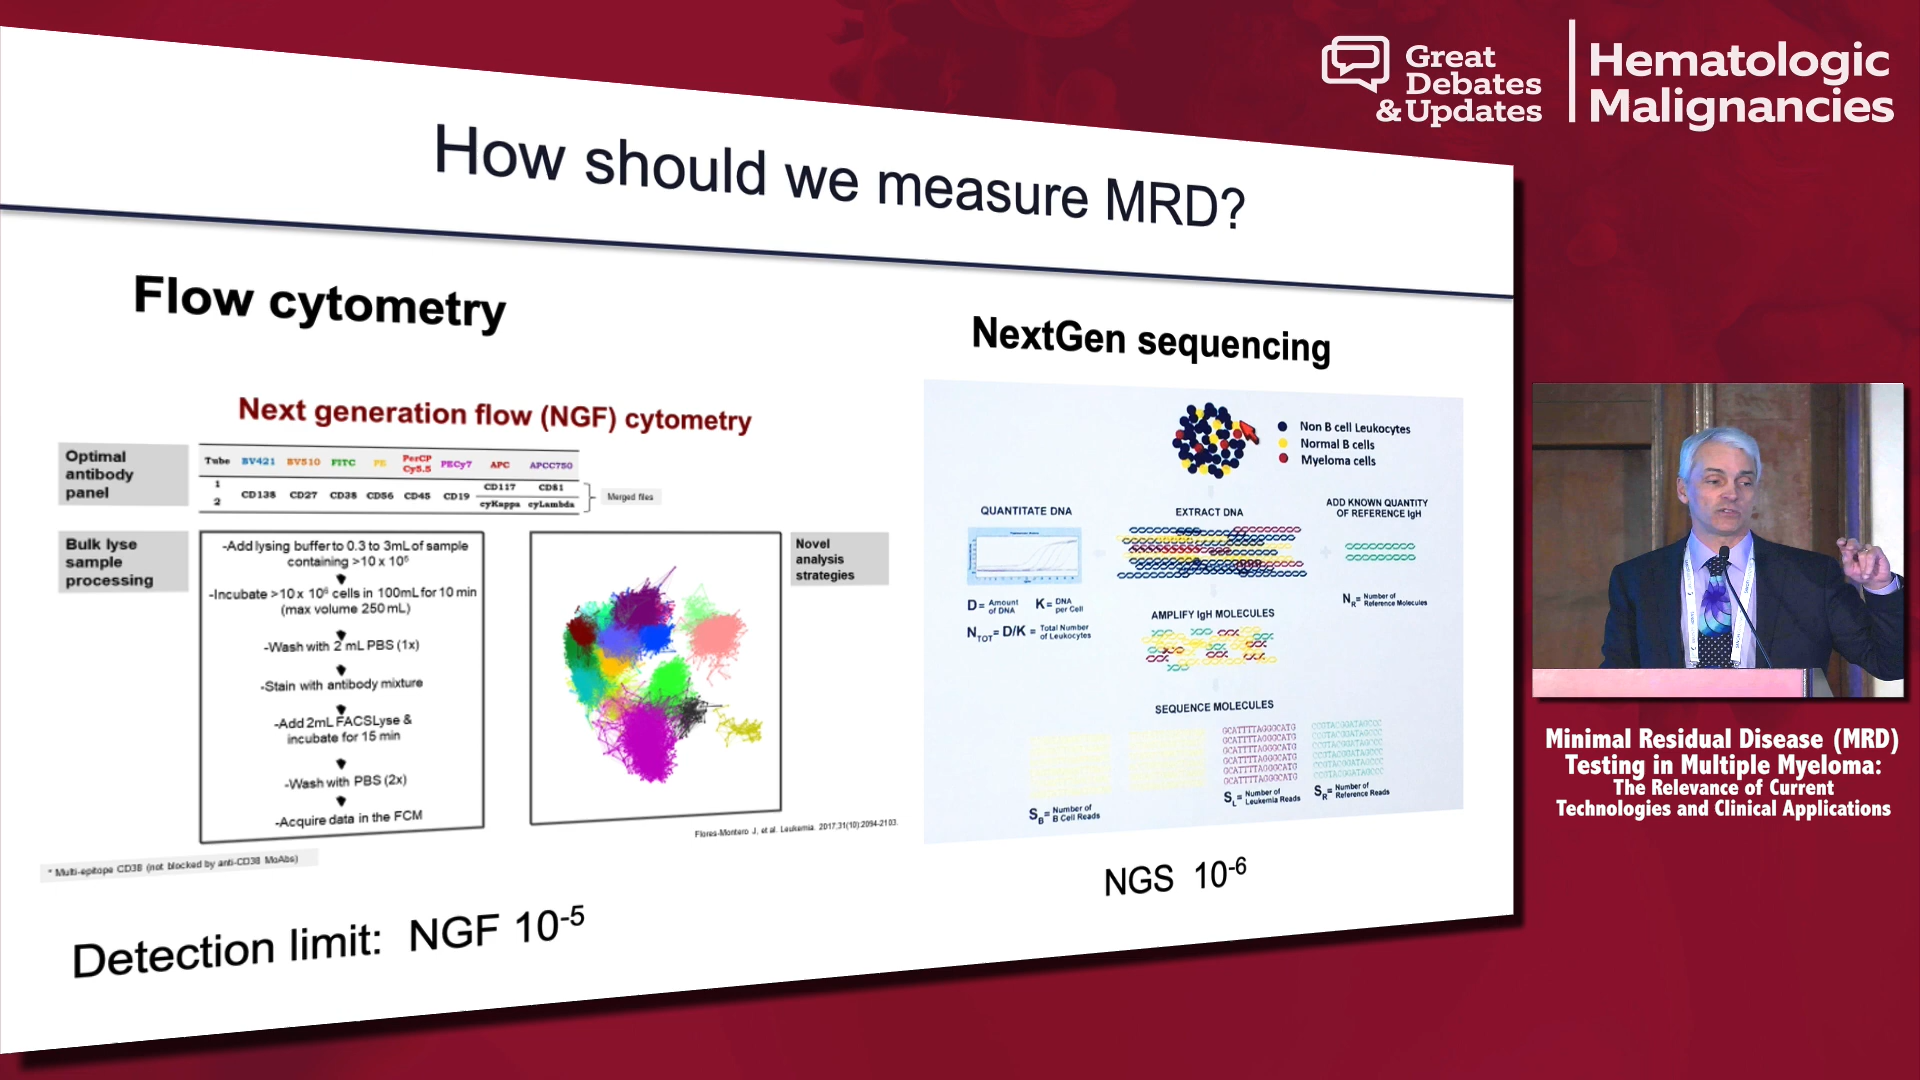 Great
Debates
& Updates
Hematologic
Malignancies
How should we measure MRD?
Flow cytometry
Next generation flow (NGF) cytometry
Optimal
antibody
panel
Tube BV421 BV510 FITC PE PerCP Cy5.5 PECy7 APC APCC750
1 CD117 CD81
CD138 CD27 CD38 CD56 CD45 CD19
2 cyKappa cyLambda
Merged files
Bulk lyse
sample
processing
-Add lysing buffer to 0.3 to 3mL of sample
containing >10 x 10⁶
-Incubate >10 x 10⁶ cells in 100mL for 10 min
(max volume 250 mL)
-Wash with 2 mL PBS (1x)
-Stain with antibody mixture
-Add 2mL FACSLyse &
incubate for 15 min
-Wash with PBS (2x)
-Acquire data in the FCM
Novel
analysis
strategies
Flores-Montero J, et al. Leukemia. 2017;31(10):2094-2103.
* Multi-epitope CD38 (not blocked by anti-CD38 MoAbs)
Detection limit: NGF 10⁻⁵
NextGen sequencing
Non B cell Leukocytes
Normal B cells
Myeloma cells
QUANTITATE DNA
EXTRACT DNA
ADD KNOWN QUANTITY
OF REFERENCE IgH
D= Amount of DNA K= DNA per Cell
N_TOT = D/K = Total Number of Leukocytes
N_R = Number of Reference Molecules
AMPLIFY IgH MOLECULES
SEQUENCE MOLECULES
GCATTTTAGGGCATG
GCATTTTAGGGCATG
GCATTTTAGGGCATG
GCATTTTAGGGCATG
GCATTTTAGGGCATG
S_B = Number of B Cell Reads
S_L = Number of Leukemia Reads
S_R = Number of Reference Reads
NGS 10⁻⁶
Minimal Residual Disease (MRD)
Testing in Multiple Myeloma:
The Relevance of Current
Technologies and Clinical Applications